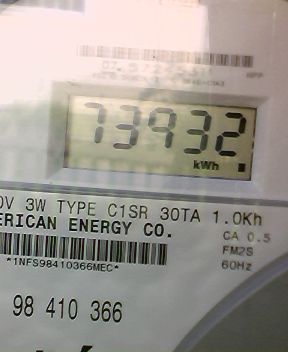 73932
kWh
0V 3W TYPE C1SR 30TA 1.0Kh
ERICAN ENERGY CO.
CA 0.5
FM2S
*1NFS98410366MEC*
60Hz
98 410 366